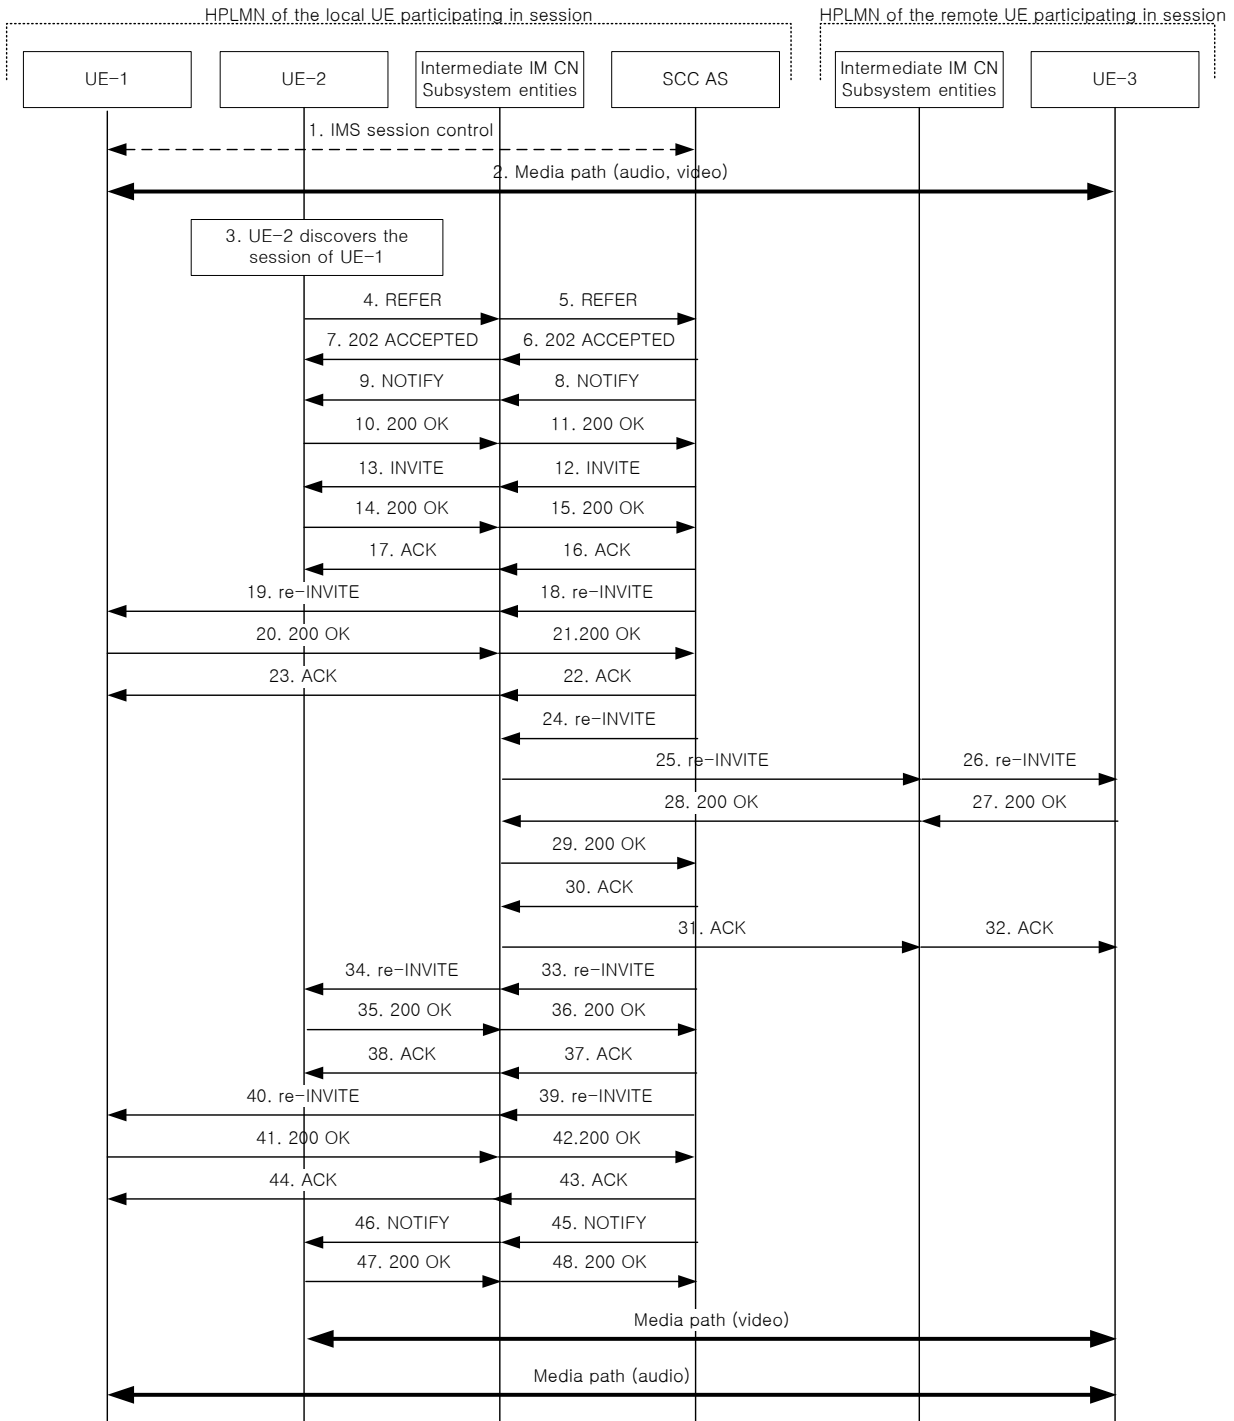 HPLMN of the local UE participating in session
HPLMN of the remote UE participating in session
UE-1
UE-2
Intermediate IM CN
Subsystem entities
SCC AS
Intermediate IM CN
Subsystem entities
UE-3
1. IMS session control
2. Media path (audio, video)
3. UE-2 discovers the
session of UE-1
4. REFER
5. REFER
7. 202 ACCEPTED
6. 202 ACCEPTED
9. NOTIFY
8. NOTIFY
10. 200 OK
11. 200 OK
13. INVITE
12. INVITE
14. 200 OK
15. 200 OK
17. ACK
16. ACK
19. re-INVITE
18. re-INVITE
20. 200 OK
21.200 OK
23. ACK
22. ACK
24. re-INVITE
25. re-INVITE
26. re-INVITE
28. 200 OK
27. 200 OK
29. 200 OK
30. ACK
31. ACK
32. ACK
34. re-INVITE
33. re-INVITE
35. 200 OK
36. 200 OK
38. ACK
37. ACK
40. re-INVITE
39. re-INVITE
41. 200 OK
42.200 OK
44. ACK
43. ACK
46. NOTIFY
45. NOTIFY
47. 200 OK
48. 200 OK
Media path (video)
Media path (audio)